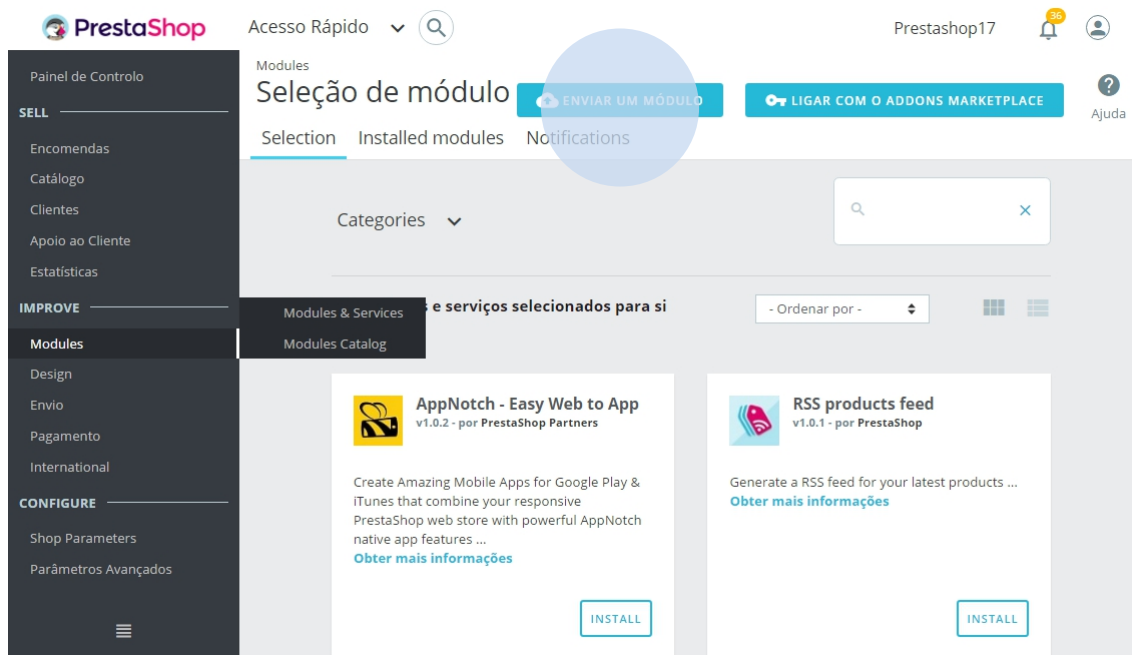 PrestaShop
Acesso Rápido
Prestashop17
36
Painel de Controlo
SELL
Encomendas
Catálogo
Clientes
Apoio ao Cliente
Estatísticas
IMPROVE
Modules
Design
Envio
Pagamento
International
CONFIGURE
Shop Parameters
Parâmetros Avançados
Modules & Services
Modules Catalog
Modules
Seleção de módulo
ENVIAR UM MÓDULO
LIGAR COM O ADDONS MARKETPLACE
Ajuda
Selection Installed modules Notifications
Categories
e serviços selecionados para si
- Ordenar por -
AppNotch - Easy Web to App
v1.0.2 - por PrestaShop Partners
Create Amazing Mobile Apps for Google Play &
iTunes that combine your responsive
PrestaShop web store with powerful AppNotch
native app features ...
Obter mais informações
INSTALL
RSS products feed
v1.0.1 - por PrestaShop
Generate a RSS feed for your latest products ...
Obter mais informações
INSTALL